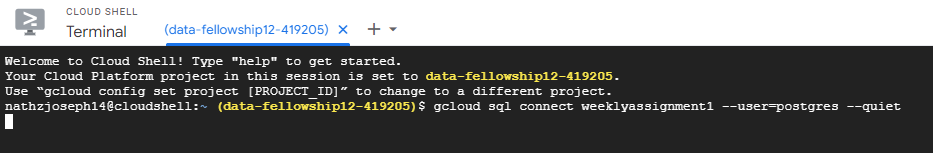 CLOUD SHELL
Terminal
(data-fellowship12-419205) × + ▾
Welcome to Cloud Shell! Type "help" to get started.
Your Cloud Platform project in this session is set to data-fellowship12-419205.
Use “gcloud config set project [PROJECT_ID]” to change to a different project.
nathzjoseph14@cloudshell:~ (data-fellowship12-419205)$ gcloud sql connect weeklyassignment1 --user=postgres --quiet